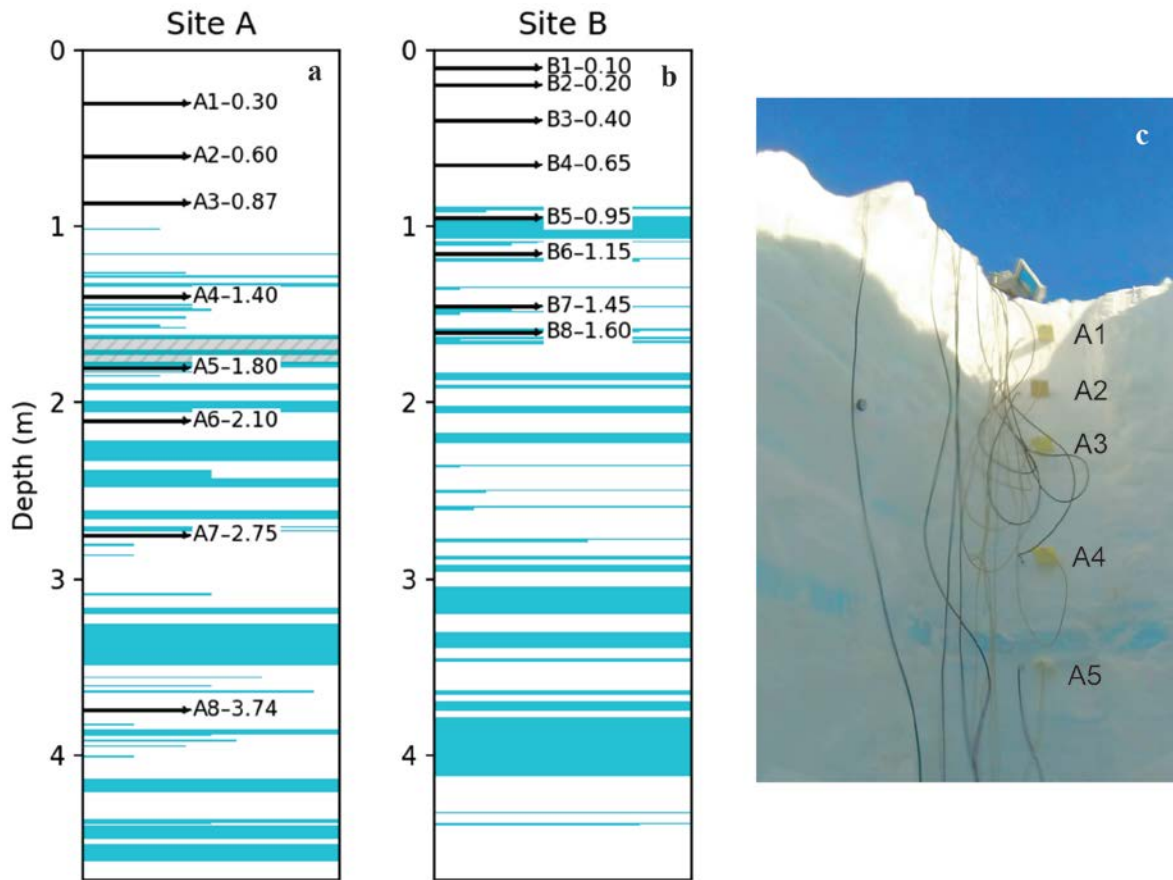 Site A
a
0
1
2
3
4
Depth (m)
A1–0.30
A2–0.60
A3–0.87
A4–1.40
A5–1.80
A6–2.10
A7–2.75
A8–3.74
Site B
b
0
1
2
3
4
B1–0.10
B2–0.20
B3–0.40
B4–0.65
B5–0.95
B6–1.15
B7–1.45
B8–1.60
c
A1
A2
A3
A4
A5